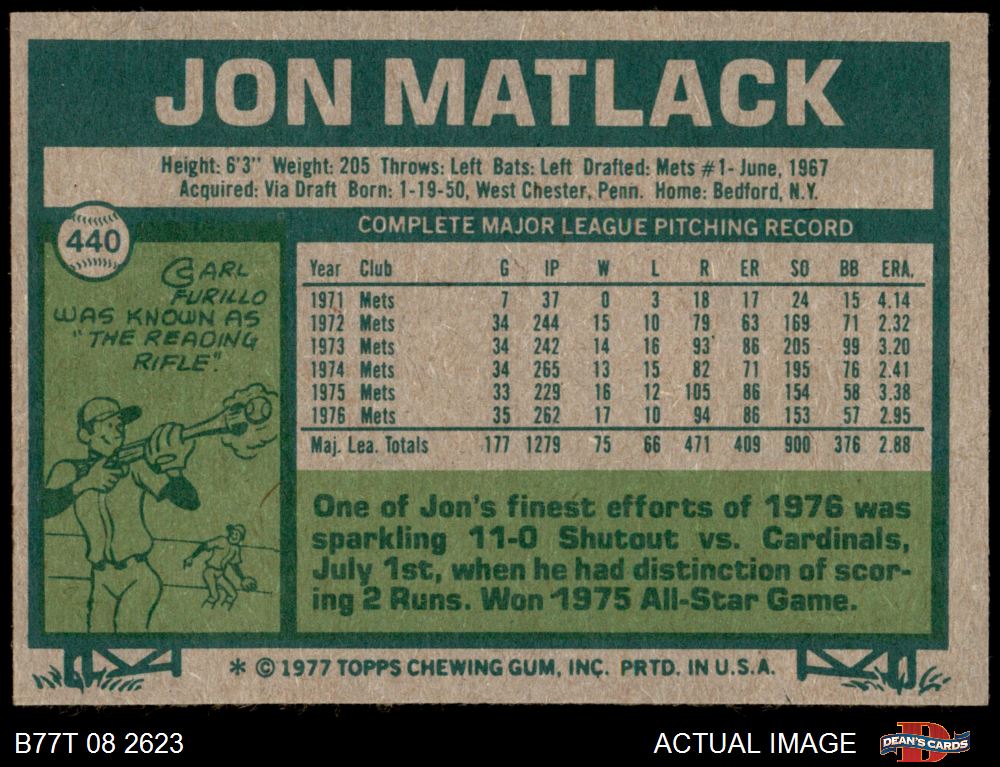 JON MATLACK
Height: 6'3" Weight: 205 Throws: Left Bats: Left Drafted: Mets #1- June, 1967
Acquired: Via Draft Born: 1-19-50, West Chester, Penn. Home: Bedford, N.Y.
440
CARL
FURILLO
WAS KNOWN AS
"THE READING
RIFLE".
COMPLETE MAJOR LEAGUE PITCHING RECORD
Year Club G IP W L R ER SO BB ERA.
1971 Mets 7 37 0 3 18 17 24 15 4.14
1972 Mets 34 244 15 10 79 63 169 71 2.32
1973 Mets 34 242 14 16 93 86 205 99 3.20
1974 Mets 34 265 13 15 82 71 195 76 2.41
1975 Mets 33 229 16 12 105 86 154 58 3.38
1976 Mets 35 262 17 10 94 86 153 57 2.95
Maj. Lea. Totals 177 1279 75 66 471 409 900 376 2.88
One of Jon's finest efforts of 1976 was
sparkling 11-0 Shutout vs. Cardinals,
July 1st, when he had distinction of scor-
ing 2 Runs. Won 1975 All-Star Game.
* © 1977 TOPPS CHEWING GUM, INC. PRTD. IN U.S.A.
B77T 08 2623
ACTUAL IMAGE
DEAN'S CARDS